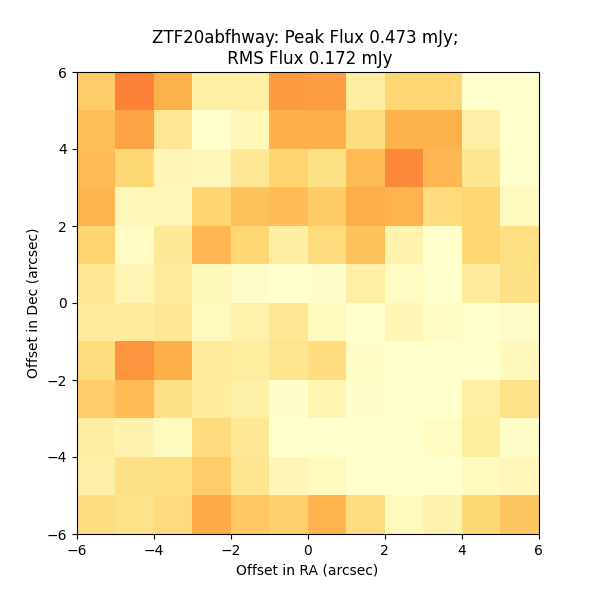 ZTF20abfhway: Peak Flux 0.473 mJy;
RMS Flux 0.172 mJy
6
4
2
0
−2
−4
−6
Offset in Dec (arcsec)
−6 −4 −2 0 2 4 6
Offset in RA (arcsec)